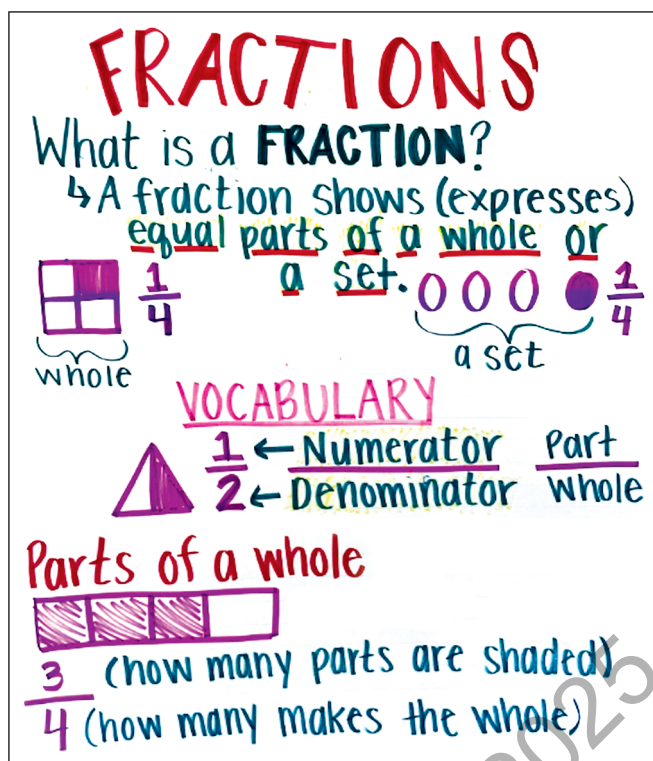 FRACTIONS
What is a FRACTION?
↳ A fraction shows (expresses)
equal parts of a whole or
a set.
1/4
1/4
whole
a set
VOCABULARY
1 ← Numerator Part
2 ← Denominator Whole
Parts of a whole
3 (how many parts are shaded)
4 (how many makes the whole)
2025